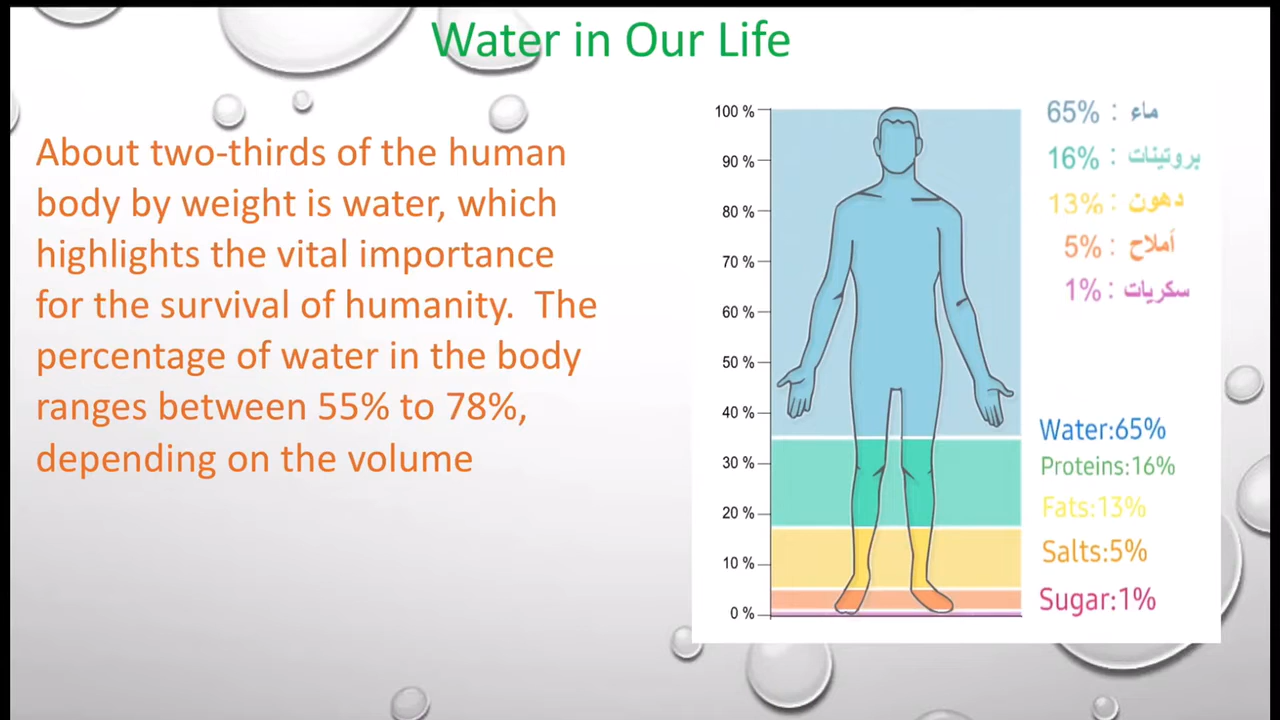 Water in Our Life
About two-thirds of the human
body by weight is water, which
highlights the vital importance
for the survival of humanity.  The
percentage of water in the body
ranges between 55% to 78%,
depending on the volume
100 %
90 %
80 %
70 %
60 %
50 %
40 %
30 %
20 %
10 %
0 %
ماء : 65%
بروتينات : 16%
دهون : 13%
أملاح : 5%
سكريات : 1%
Water:65%
Proteins:16%
Fats:13%
Salts:5%
Sugar:1%